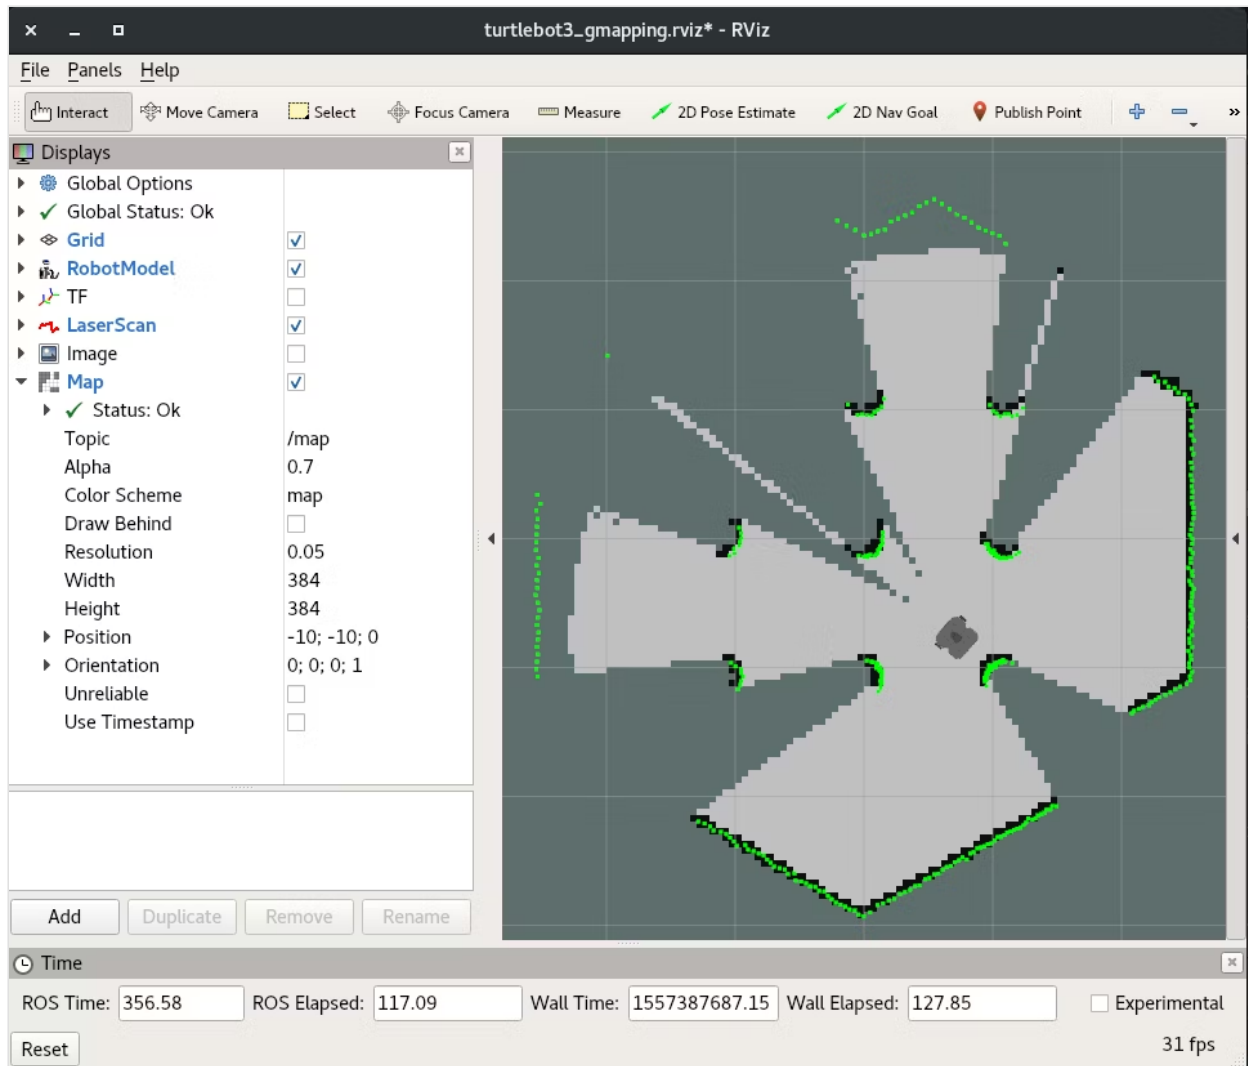 turtlebot3_gmapping.rviz* - RViz
File Panels Help
Interact Move Camera Select Focus Camera Measure 2D Pose Estimate 2D Nav Goal Publish Point »
Displays
Global Options
Global Status: Ok
Grid
RobotModel
TF
LaserScan
Image
Map
Status: Ok
Topic /map
Alpha 0.7
Color Scheme map
Draw Behind
Resolution 0.05
Width 384
Height 384
Position -10; -10; 0
Orientation 0; 0; 0; 1
Unreliable
Use Timestamp
Add Duplicate Remove Rename
Time
ROS Time: 356.58 ROS Elapsed: 117.09 Wall Time: 1557387687.15 Wall Elapsed: 127.85 Experimental
Reset 31 fps